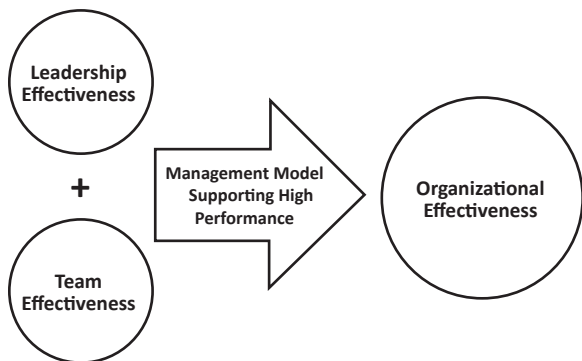 Leadership
Effectiveness
+
Team
Effectiveness
Management Model
Supporting High
Performance
Organizational
Effectiveness